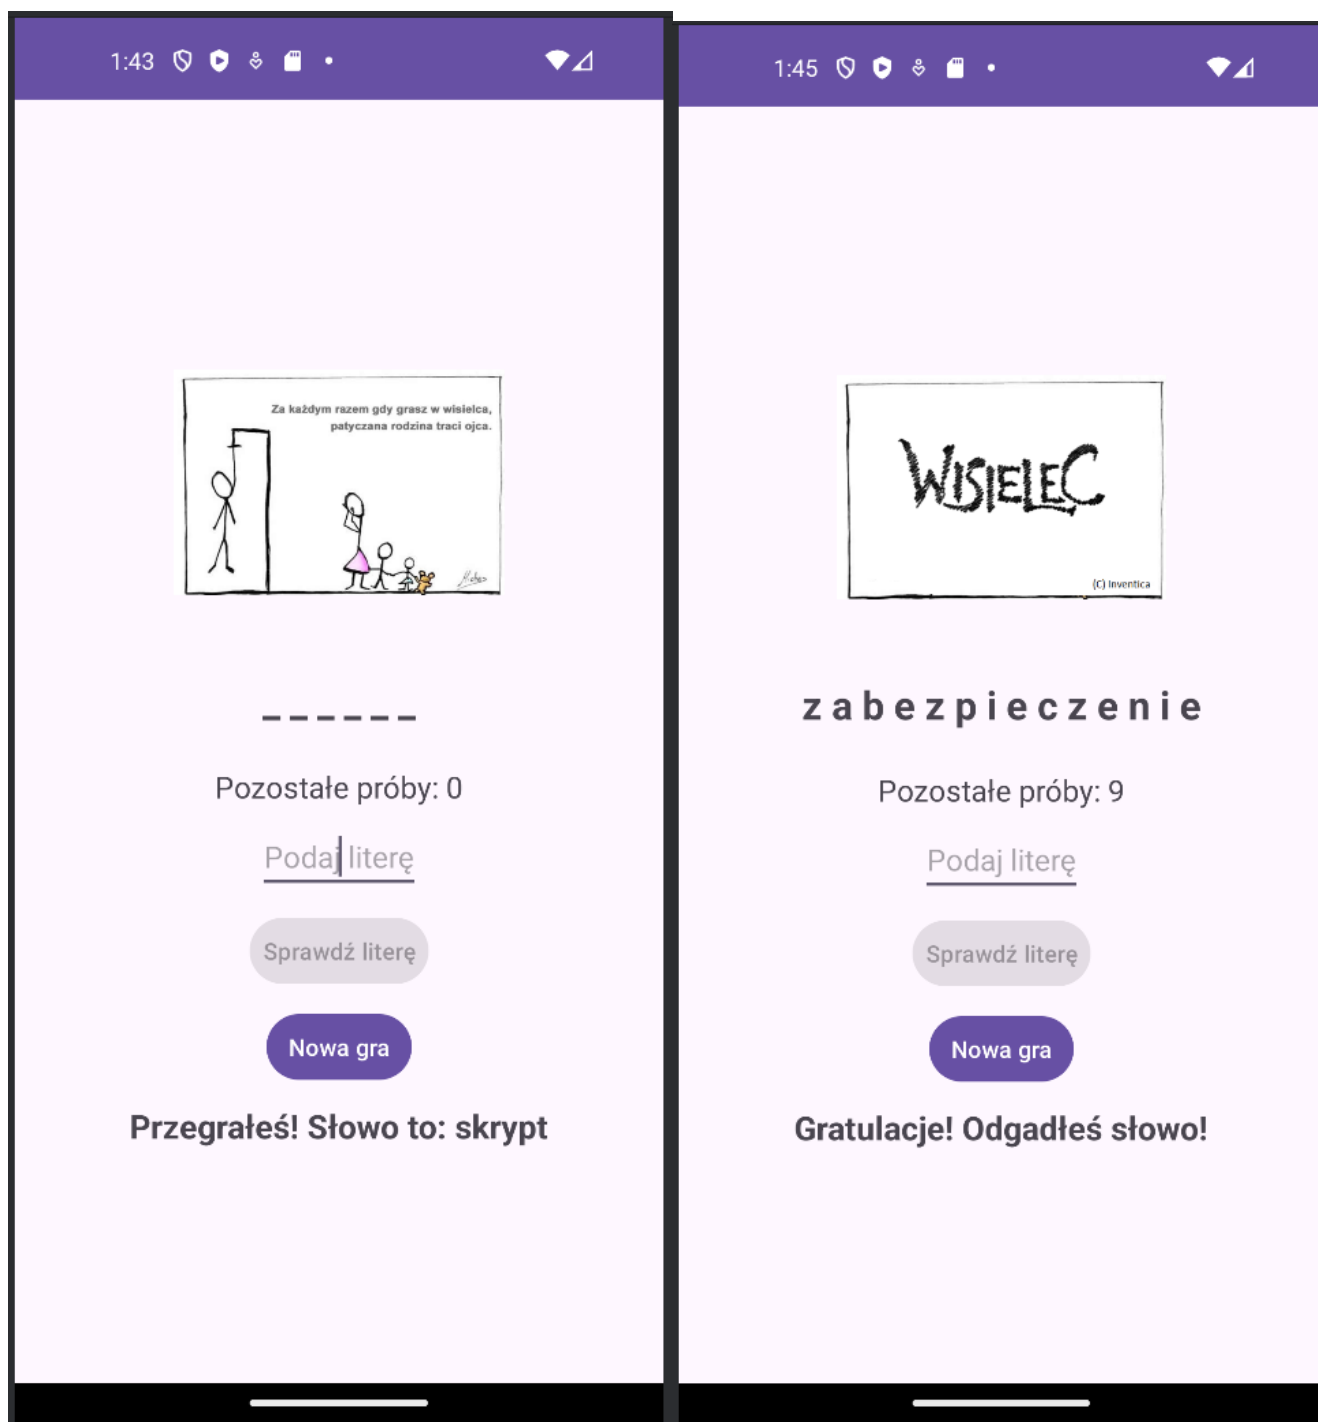 1:43
Za każdym razem gdy grasz w wisielca,
patyczana rodzina traci ojca.
_ _ _ _ _ _
Pozostałe próby: 0
Podaj literę
Sprawdź literę
Nowa gra
Przegrałeś! Słowo to: skrypt
1:45
WISIELEC
(C) Inventica
z a b e z p i e c z e n i e
Pozostałe próby: 9
Podaj literę
Sprawdź literę
Nowa gra
Gratulacje! Odgadłeś słowo!